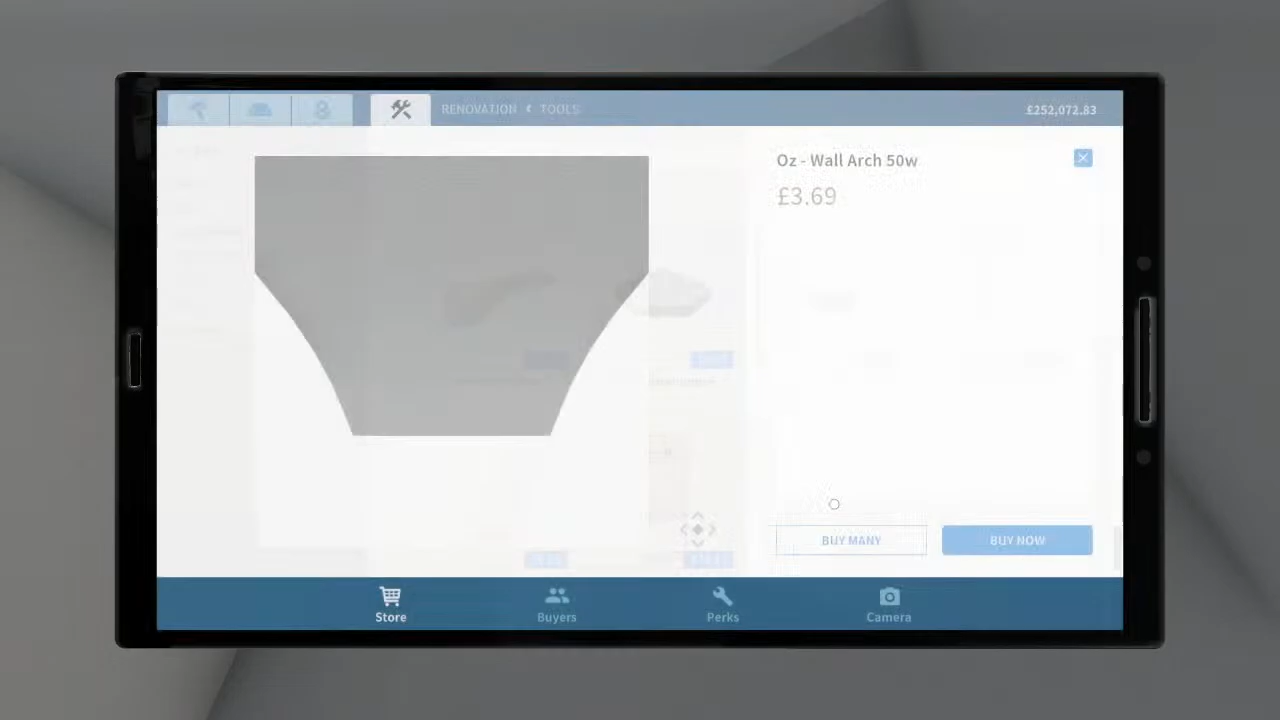 RENOVATION
TOOLS
£252,072.83
Oz - Wall Arch 50w
£3.69
BUY MANY
BUY NOW
Store
Buyers
Perks
Camera